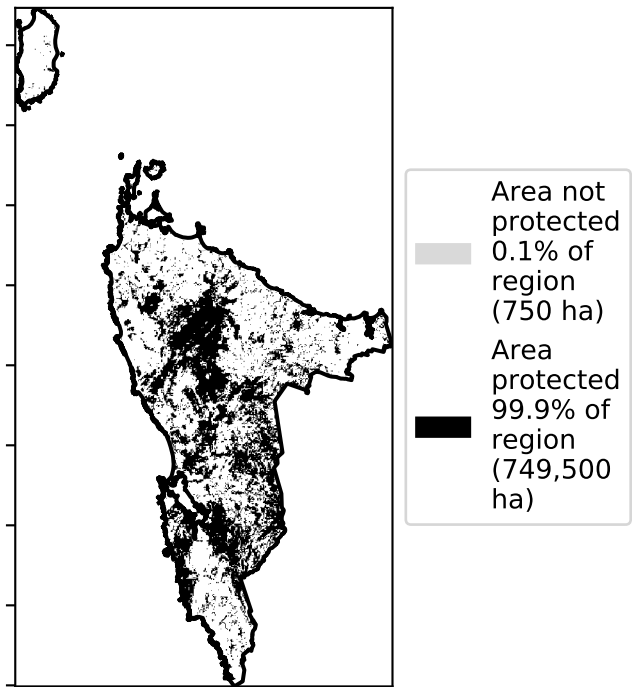 Area not
protected
0.1% of
region
(750 ha)
Area
protected
99.9% of
region
(749,500
ha)